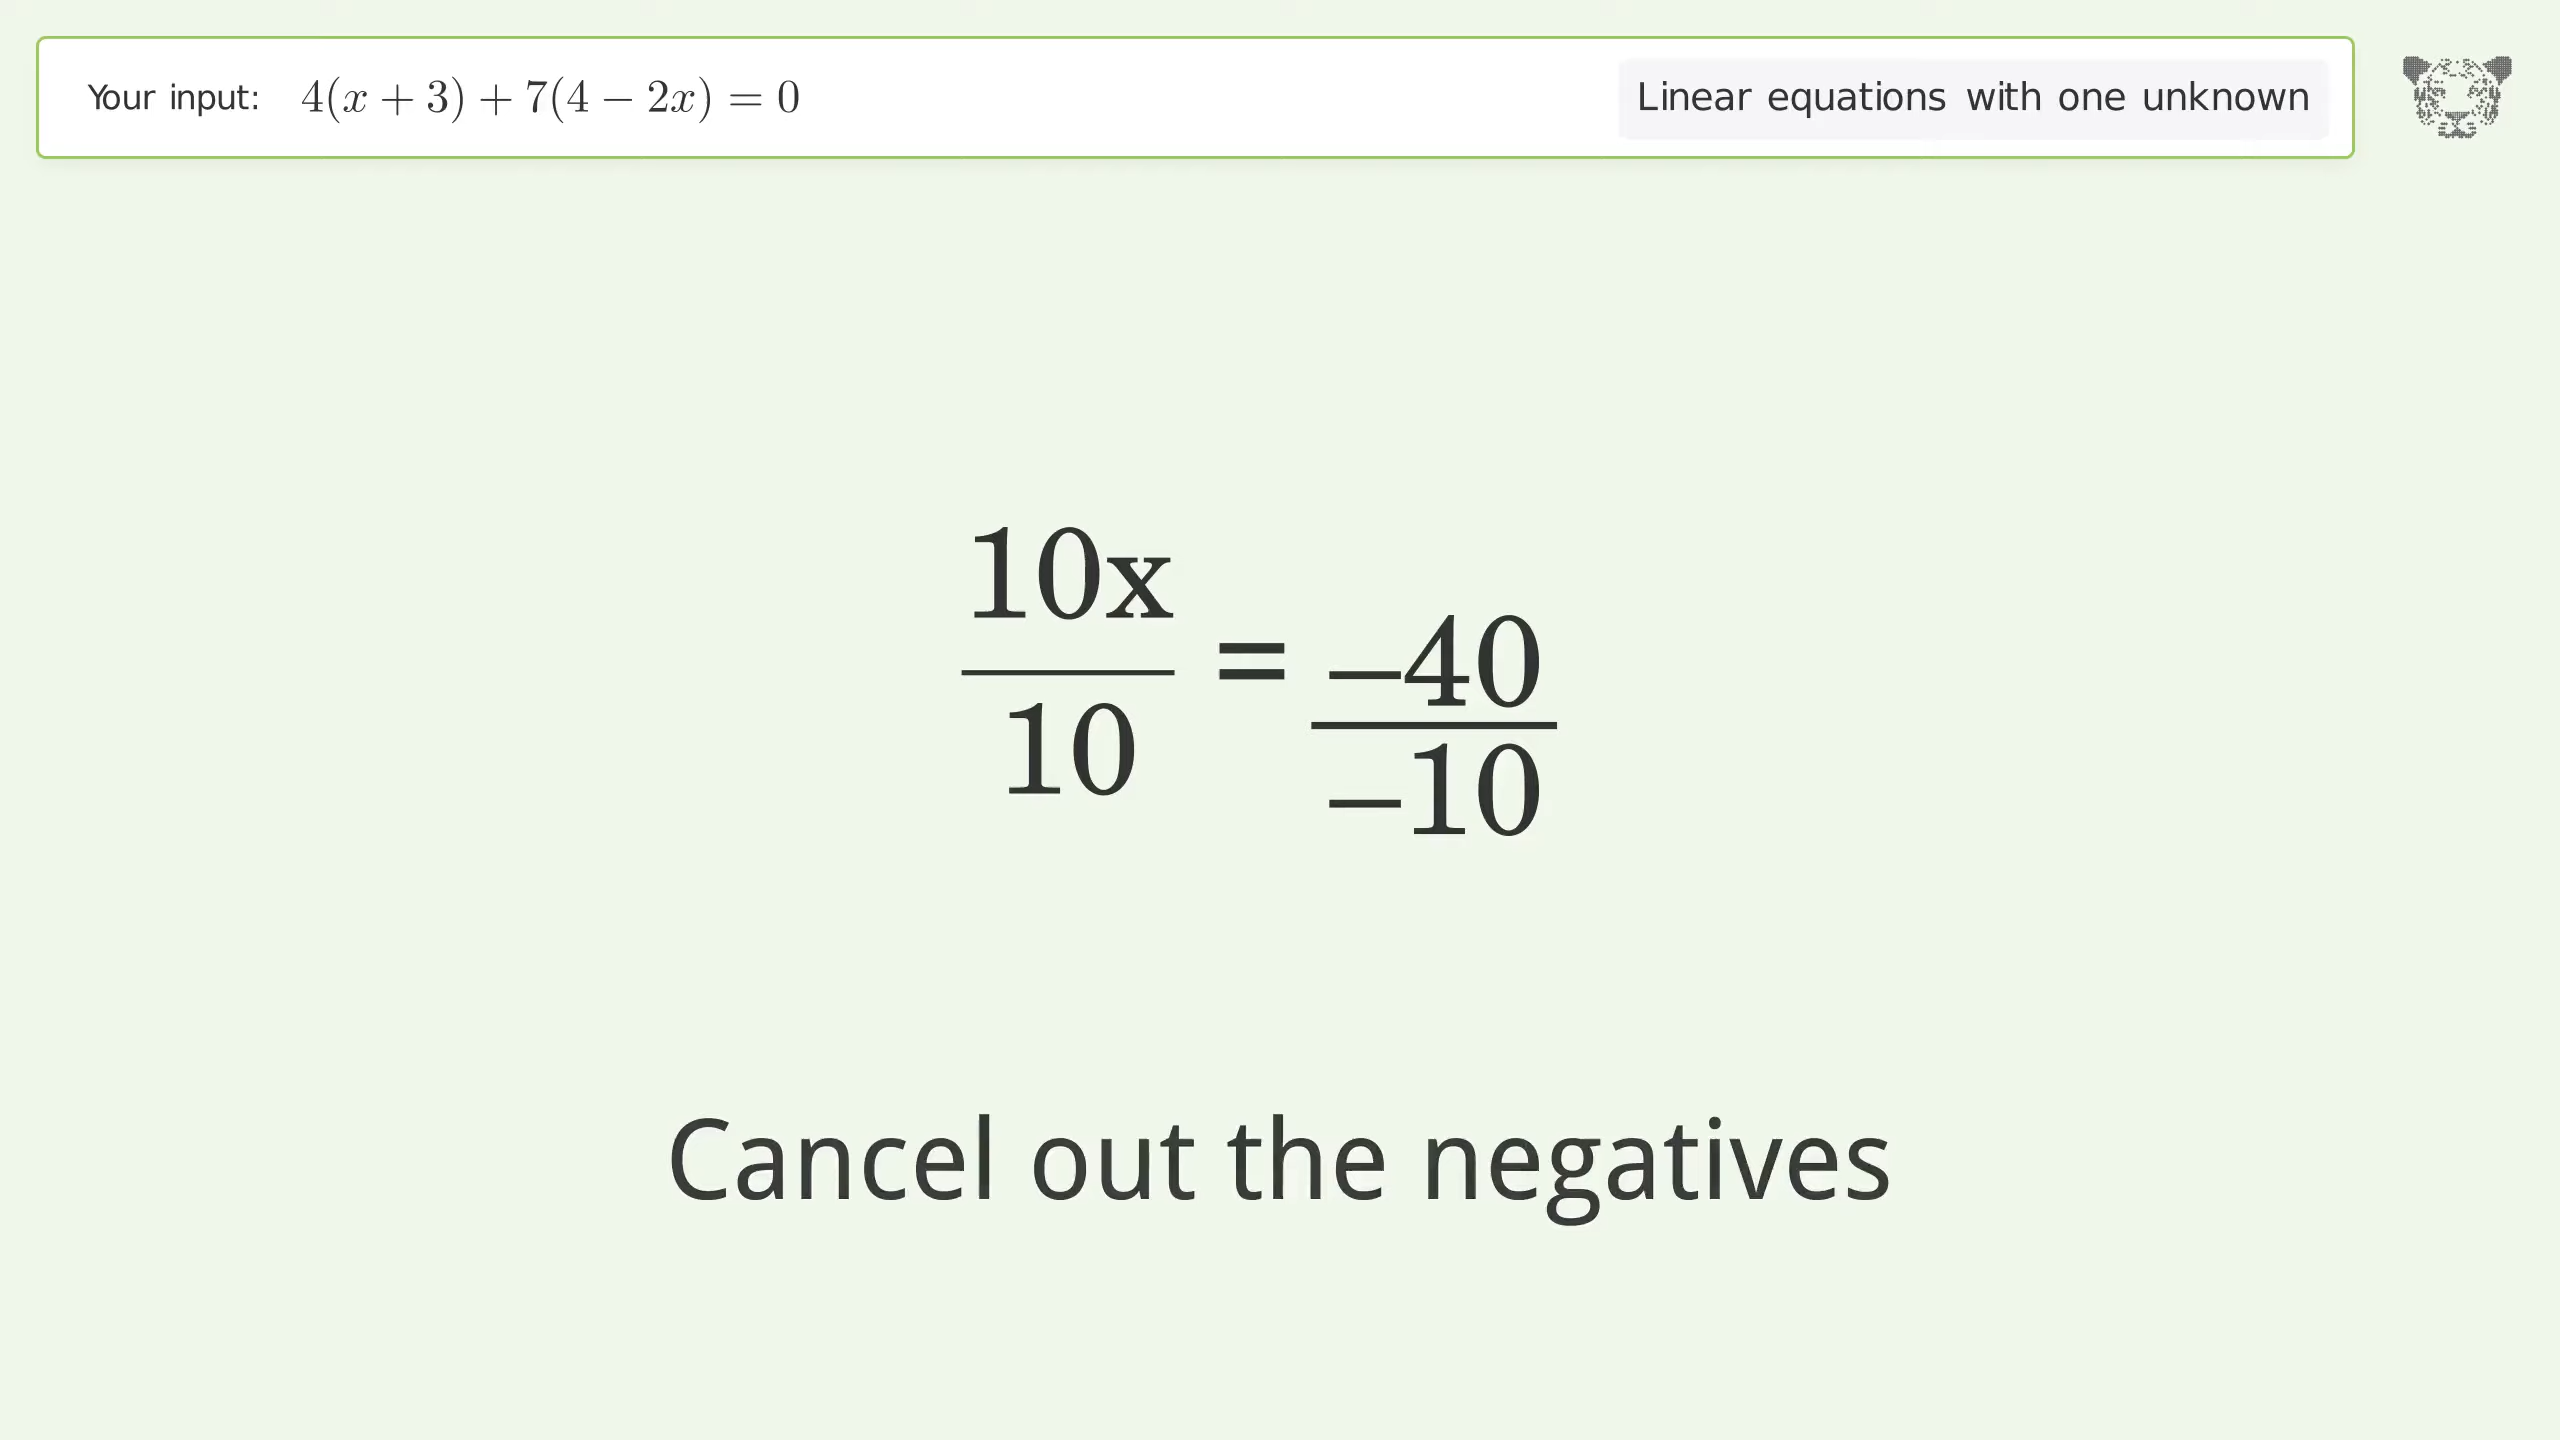 Your input: 4(x + 3) + 7(4 − 2x) = 0
Linear equations with one unknown
10x/10 = −40/−10
Cancel out the negatives